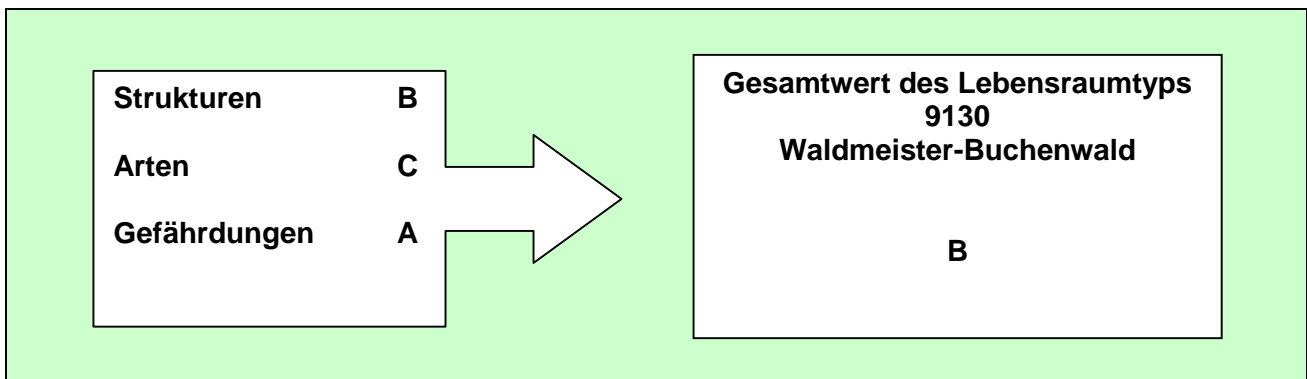 Strukturen B
Arten C
Gefährdungen A
Gesamtwert des Lebensraumtyps
9130
Waldmeister-Buchenwald
B